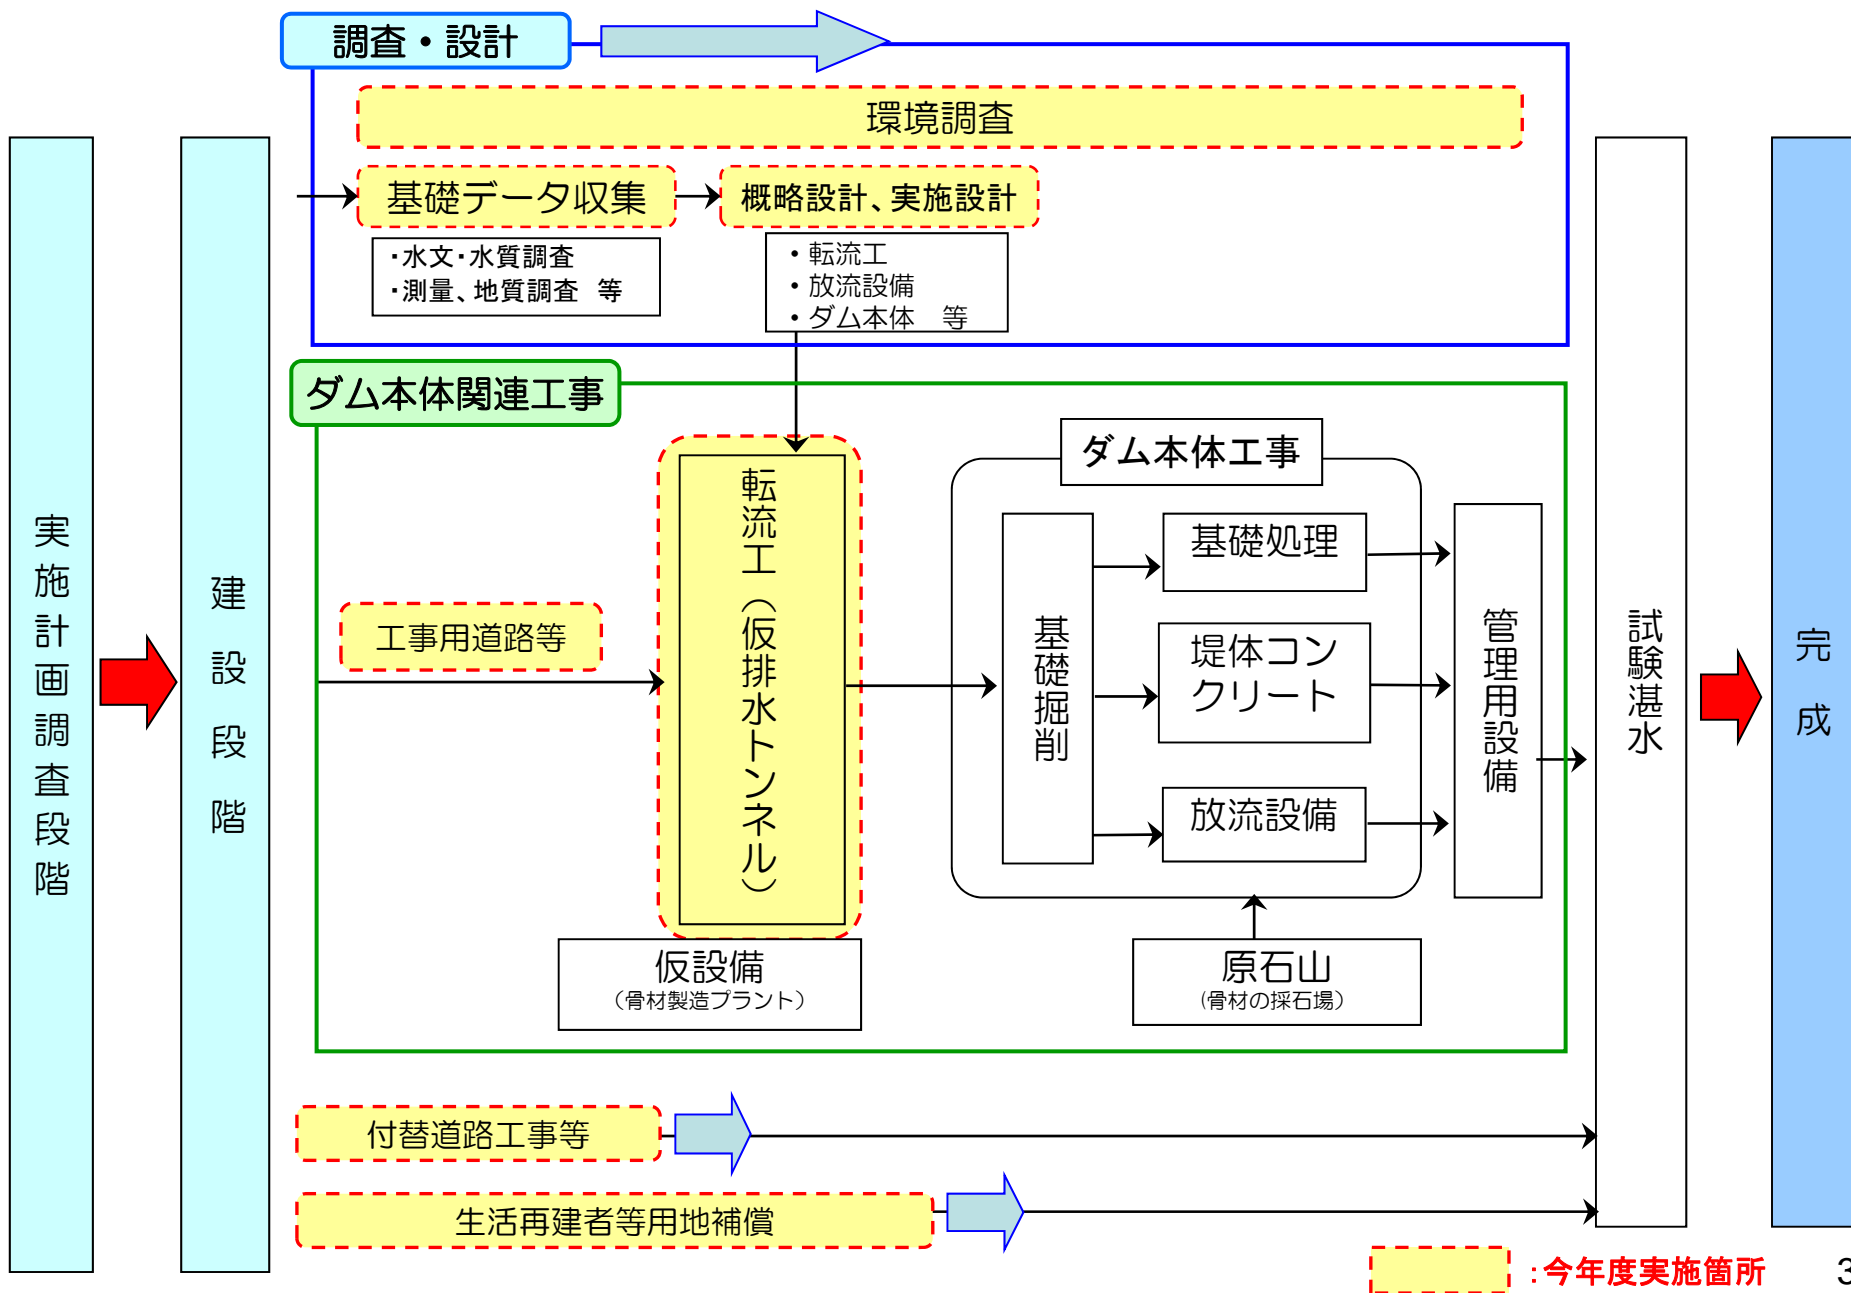 調査・設計
環境調査
基礎データ収集
概略設計、実施設計
・水文・水質調査
・測量、地質調査 等
・転流工
・放流設備
・ダム本体 等
実施計画調査段階
建設段階
ダム本体関連工事
工事用道路等
転流工（仮排水トンネル）
仮設備
（骨材製造プラント）
ダム本体工事
基礎掘削
基礎処理
堤体コン
クリート
放流設備
原石山
（骨材の採石場）
管理用設備
試験湛水
完成
付替道路工事等
生活再建者等用地補償
：今年度実施箇所
3